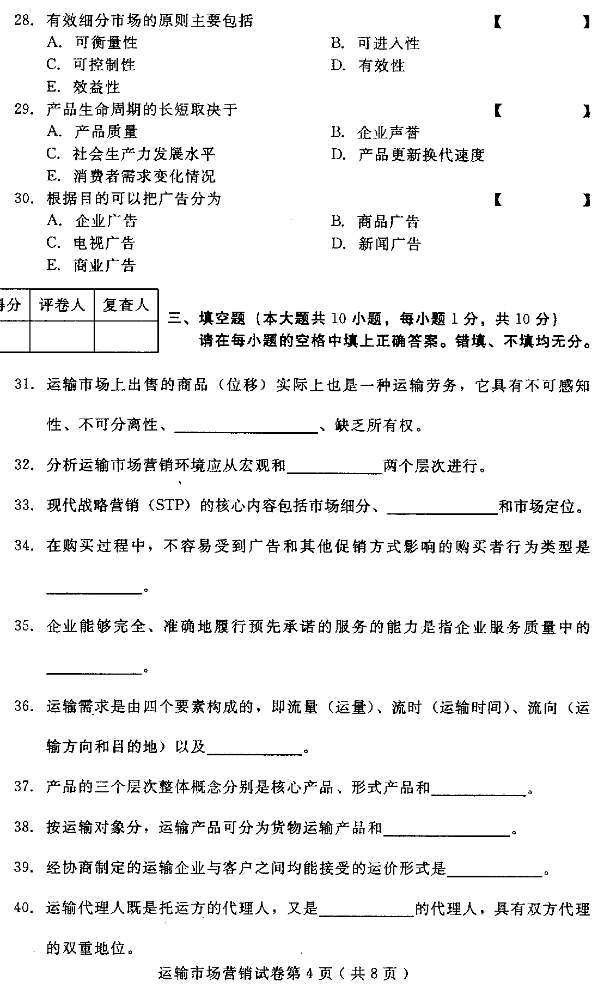 28. 有效细分市场的原则主要包括 【 】
A. 可衡量性 B. 可进入性
C. 可控制性 D. 有效性
E. 效益性
29. 产品生命周期的长短取决于 【 】
A. 产品质量 B. 企业声誉
C. 社会生产力发展水平 D. 产品更新换代速度
E. 消费者需求变化情况
30. 根据目的可以把广告分为 【 】
A. 企业广告 B. 商品广告
C. 电视广告 D. 新闻广告
E. 商业广告
得分 评卷人 复查人
三、填空题（本大题共 10 小题，每小题 1 分，共 10 分）
请在每小题的空格中填上正确答案。错填、不填均无分。
31. 运输市场上出售的商品（位移）实际上也是一种运输劳务，它具有不可感知
性、不可分离性、________、缺乏所有权。
32. 分析运输市场营销环境应从宏观和________两个层次进行。
33. 现代战略营销（STP）的核心内容包括市场细分、________和市场定位。
34. 在购买过程中，不容易受到广告和其他促销方式影响的购买者行为类型是
________。
35. 企业能够完全、准确地履行预先承诺的服务的能力是指企业服务质量中的
________。
36. 运输需求是由四个要素构成的，即流量（运量）、流时（运输时间）、流向（运
输方向和目的地）以及________。
37. 产品的三个层次整体概念分别是核心产品、形式产品和________。
38. 按运输对象分，运输产品可分为货物运输产品和________。
39. 经协商制定的运输企业与客户之间均能接受的运价形式是________。
40. 运输代理人既是托运方的代理人，又是________的代理人，具有双方代理
的双重地位。
运输市场营销试卷第 4 页（共 8 页）